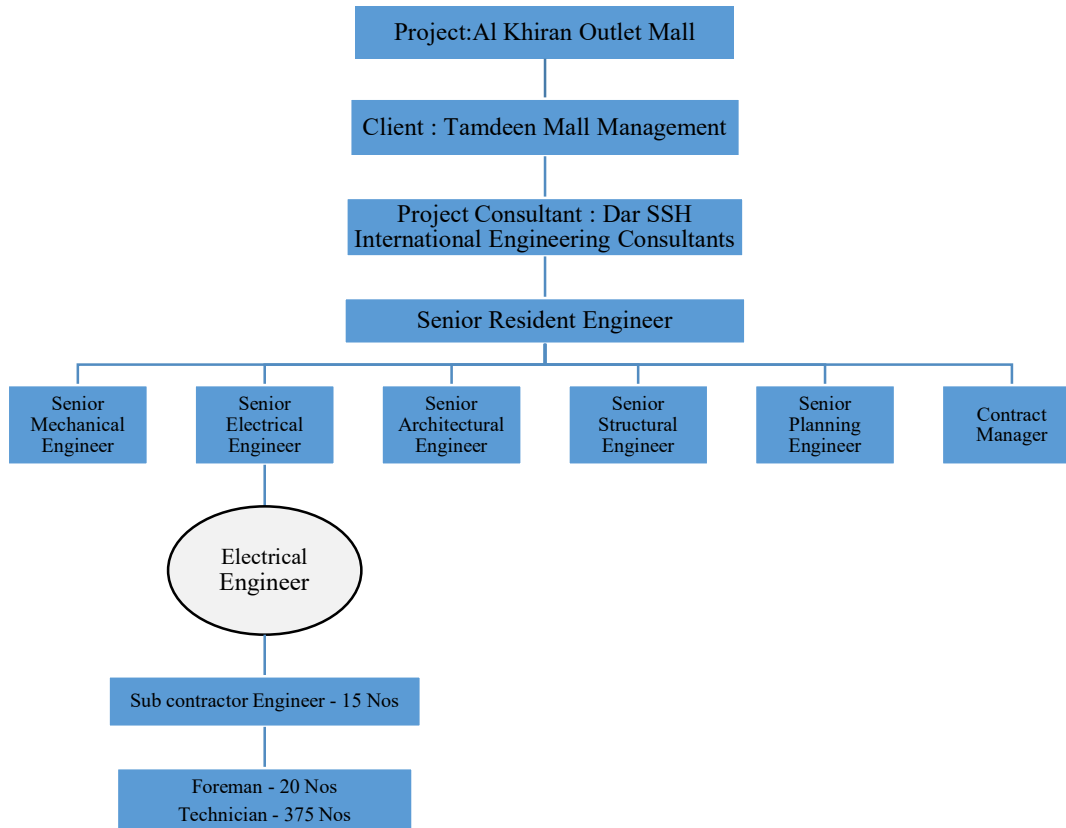 Project:Al Khiran Outlet Mall
Client : Tamdeen Mall Management
Project Consultant : Dar SSH
International Engineering Consultants
Senior Resident Engineer
Senior
Mechanical
Engineer
Senior
Electrical
Engineer
Senior
Architectural
Engineer
Senior
Structural
Engineer
Senior
Planning
Engineer
Contract
Manager
Electrical
Engineer
Sub contractor Engineer - 15 Nos
Foreman - 20 Nos
Technician - 375 Nos